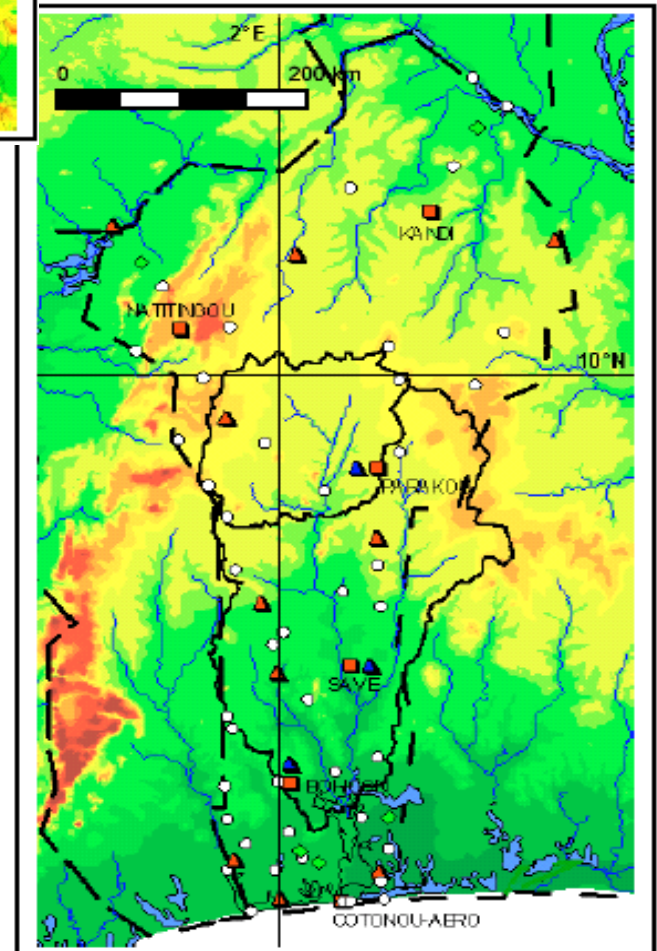 2°E
0 200 km
KANDI
NATITINGOU
10°N
PARAKOU
SAVE
BOHICON
COTONOU-AERO